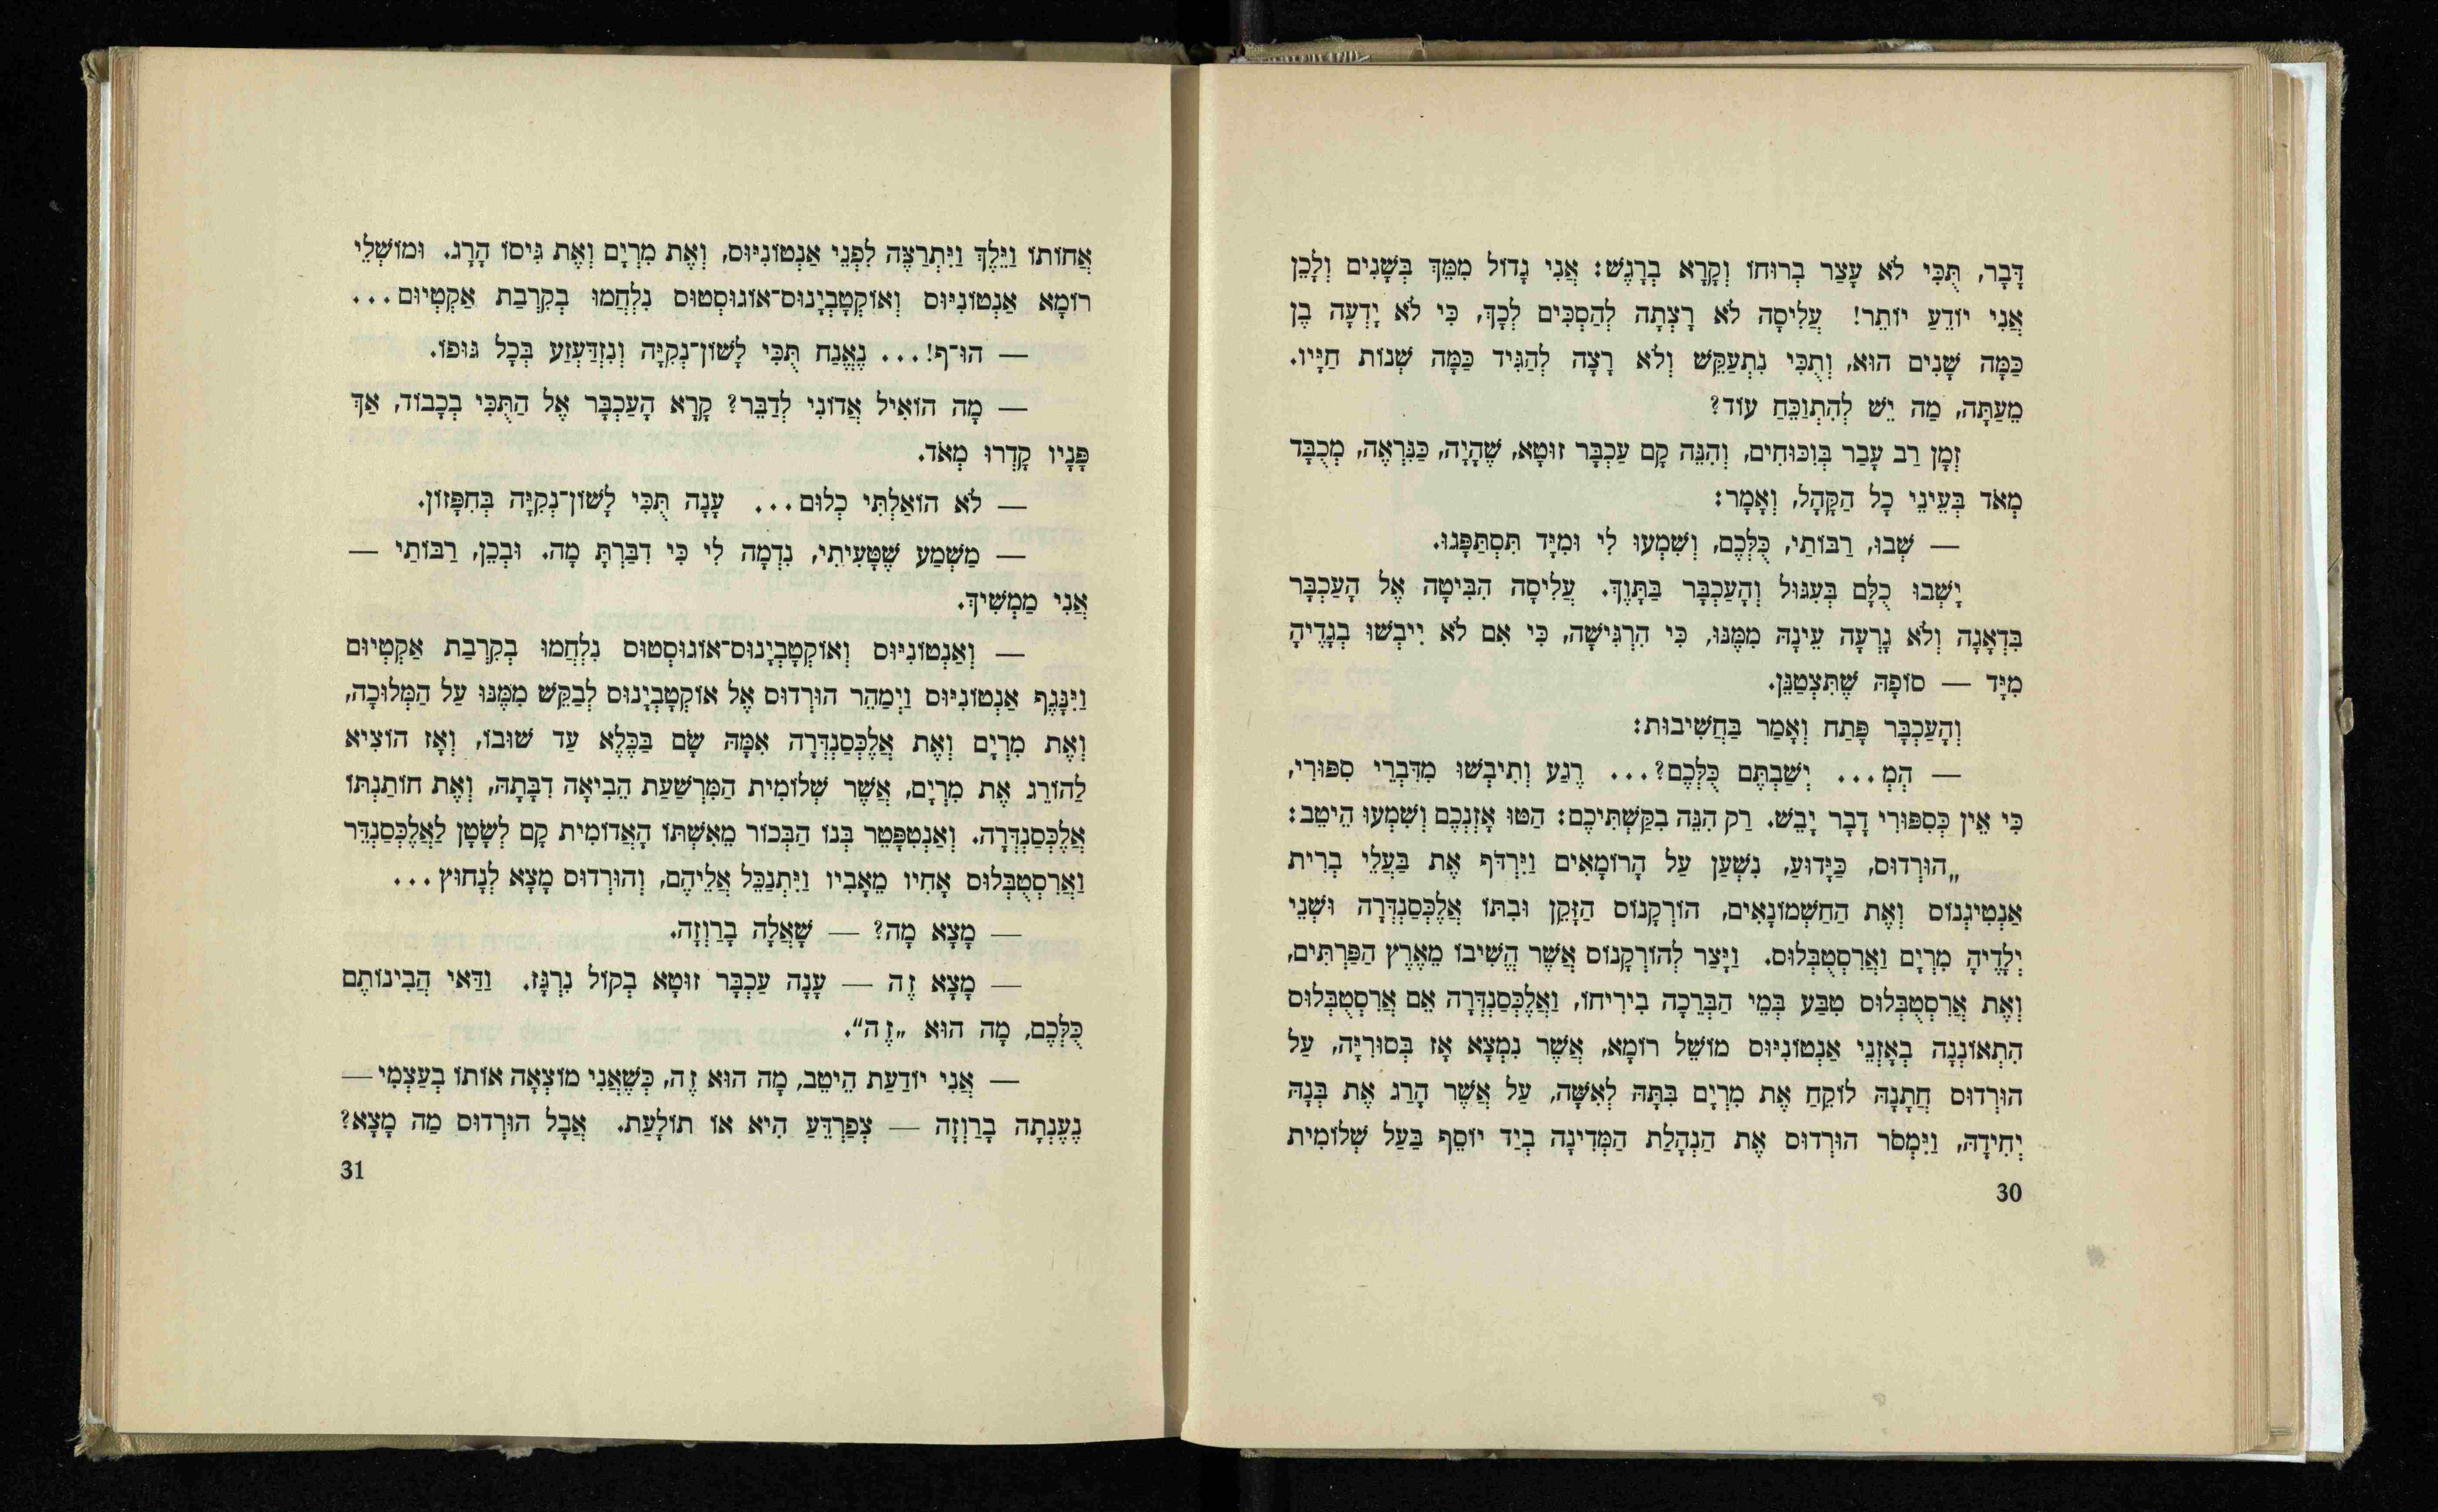 דָּבָר, תֻּכִּי לֹא עָצַר בְּרוּחוֹ וְקָרָא בְרָגֶשׁ: אֲנִי גָדוֹל מִמֵּךְ בְּשָׁנִים וְלָכֵן
אֲנִי יוֹדֵעַ יוֹתֵר! עֲלִיסָה לֹא רָצְתָה לְהַסְכִּים לְכָךְ, כִּי לֹא יָדְעָה בֶּן
כַּמָּה שָׁנִים הוּא, וְתֻכִּי נִתְעַקֵּשׁ וְלֹא רָצָה לְהַגִּיד כַּמָּה שְׁנוֹת חַיָּיו.
מֵעַתָּה, מַה יֵּשׁ לְהִתְוַכֵּחַ עוֹד?
זְמָן רַב עָבַר בְּוִכּוּחִים, וְהִנֵּה קָם עַכְבָּר זוּטָא, שֶׁהָיָה, כַּנִּרְאֶה, מְכֻבָּד
מְאֹד בְּעֵינֵי כָל הַקָּהָל, וְאָמָר:
— שְׁבוּ, רַבּוֹתַי, כֻּלְּכֶם, וְשִׁמְעוּ לִי וּמִיָּד תִּסְתַּפָּגוּ.
יָשְׁבוּ כֻלָּם בְּעִגּוּל וְהָעַכְבָּר בַּתָּוֶךְ. עֲלִיסָה הִבִּיטָה אֶל הָעַכְבָּר
בִּדְאָגָה וְלֹא גָרְעָה עֵינָהּ מִמֶּנּוּ, כִּי הִרְגִּישָׁה, כִּי אִם לֹא יִיבְשׁוּ בְגָדֶיהָ
מִיָּד — סוֹפָהּ שֶׁתִּצְטַנֵּן.
וְהָעַכְבָּר פָּתַח וְאָמַר בַּחֲשִׁיבוּת:
— הְמְ... יְשַׁבְתֶּם כֻּלְּכֶם?... רֶגַע וְתִיבְשׁוּ מִדִּבְרֵי סִפּוּרִי,
כִּי אֵין כְּסִפּוּרִי דָבָר יָבֵשׁ. רַק הִנֵּה בַקָּשָׁתִּיכֶם: הַטּוּ אָזְנְכֶם וְשִׁמְעוּ הֵיטֵב:
„הוּרְדוּס, כַּיָּדוּעַ, נִשְׁעַן עַל הָרוֹמָאִים וַיִּרְדֹּף אֶת בַּעֲלֵי בְרִית
אַנְטִיגְנוֹס וְאֶת הַחַשְׁמוֹנָאִים, הוֹרְקָנוֹס הַזָּקֵן וּבִתּוֹ אֲלֶכְּסַנְדְּרָה וּשְׁנֵי
יְלָדֶיהָ מִרְיָם וַאֲרִסְטֻבְּלוּס. וַיָּצַר לְהוֹרְקָנוֹס אֲשֶׁר הֱשִׁיבוֹ מֵאֶרֶץ הַפַּרְתִּים,
וְאֶת אֲרִסְטֻבְּלוּס טִבַּע בְּמֵי הַבְּרֵכָה בִירִיחוֹ, וַאֲלֶכְּסַנְדְּרָה אֵם אֲרִסְטֻבְּלוּס
הִתְאוֹנְנָה בְאָזְנֵי אַנְטוֹנִיּוּס מוֹשֵׁל רוֹמָא, אֲשֶׁר נִמְצָא אָז בְּסוּרִיָּה, עַל
הוּרְדוּס חֲתָנָהּ לוֹקֵחַ אֶת מִרְיָם בִּתָּהּ לְאִשָּׁה, עַל אֲשֶׁר הָרַג אֶת בְּנָהּ
יְחִידָהּ, וַיִּמְסֹר הוּרְדוּס אֶת הַנְהָלַת הַמְּדִינָה בְיַד יוֹסֵף בַּעַל שְׁלוֹמִית
30
אֲחוֹתוֹ וַיֵּלֶךְ וַיִּתְרַצֶּה לִפְנֵי אַנְטוֹנִיּוּס, וְאֶת מִרְיָם וְאֶת גִּיסוֹ הָרָג. וּמוֹשְׁלֵי
רוֹמָא אַנְטוֹנִיּוּס וְאוֹקְטָבְיָנוּס־אוֹגוּסְטוּס נִלְחֲמוּ בְקִרְבַת אַקְטְיוּם...
— הוּ־ף!... נֶאֱנַח תֻּכִּי לָשׁוֹן־נְקִיָּה וְנִזְדַּעְזַע בְּכָל גּוּפוֹ.
— מָה הוֹאִיל אֲדוֹנִי לְדַבֵּר? קָרָא הָעַכְבָּר אֶל הַתֻּכִּי בְכָבוֹד, אַךְ
פָּנָיו קָדְרוּ מְאֹד.
— לֹא הוֹאַלְתִּי כְלוּם... עָנָה תֻּכִּי לָשׁוֹן־נְקִיָּה בְּחִפָּזוֹן.
— מַשְׁמַע שֶׁטָּעִיתִי, נִדְמָה לִי כִּי דִבַּרְתָּ מָה. וּבְכֵן, רַבּוֹתַי —
אֲנִי מַמְשִׁיךְ.
— וְאַנְטוֹנִיּוּס וְאוֹקְטָבְיָנוּס־אוֹגוּסְטוּס נִלְחֲמוּ בְקִרְבַת אַקְטְיוּם
וַיִּנָּגֶף אַנְטוֹנִיּוּס וַיְמַהֵר הוּרְדוּס אֶל אוֹקְטָבְיָנוּס לְבַקֵּשׁ מִמֶּנּוּ עַל הַמְּלוּכָה,
וְאֶת מִרְיָם וְאֶת אֲלֶכְּסַנְדְּרָה אִמָּהּ שָׂם בַּכֶּלֶא עַד שׁוּבוֹ, וְאָז הוֹצִיא
לַהוֹרֵג אֶת מִרְיָם, אֲשֶׁר שְׁלוֹמִית הַמִּרְשַׁעַת הֵבִיאָה דִבָּתָהּ, וְאֶת חוֹתַנְתּוֹ
אֲלֶכְּסַנְדְּרָה. וְאַנְטִפָּטֵר בְּנוֹ הַבְּכוֹר מֵאִשְׁתּוֹ הָאֲדוֹמִית קָם לְשָׂטָן לַאֲלֶכְּסַנְדֵּר
וַאֲרִסְטֻבְּלוּס אָחִיו מֵאָבִיו וַיִּתְנַכֵּל אֲלֵיהֶם, וְהוּרְדוּס מָצָא לְנָחוּץ...
— מָצָא מָה? — שָׁאֲלָה בָרַוְזָה.
— מָצָא זֶה — עָנָה עַכְבָּר זוּטָא בְקוֹל נִרְגָּז. וַדַּאי הֲבִינוֹתֶם
כֻּלְּכֶם, מָה הוּא „זֶה“.
— אֲנִי יוֹדַעַת הֵיטֵב, מָה הוּא זֶה, כְּשֶׁאֲנִי מוֹצְאָה אוֹתוֹ בְעַצְמִי —
נֶעֶנְתָה בָרַוְזָה — צְפַרְדֵּעַ הִיא אוֹ תוֹלָעַת. אֲבָל הוּרְדוּס מַה מָצָא?
31